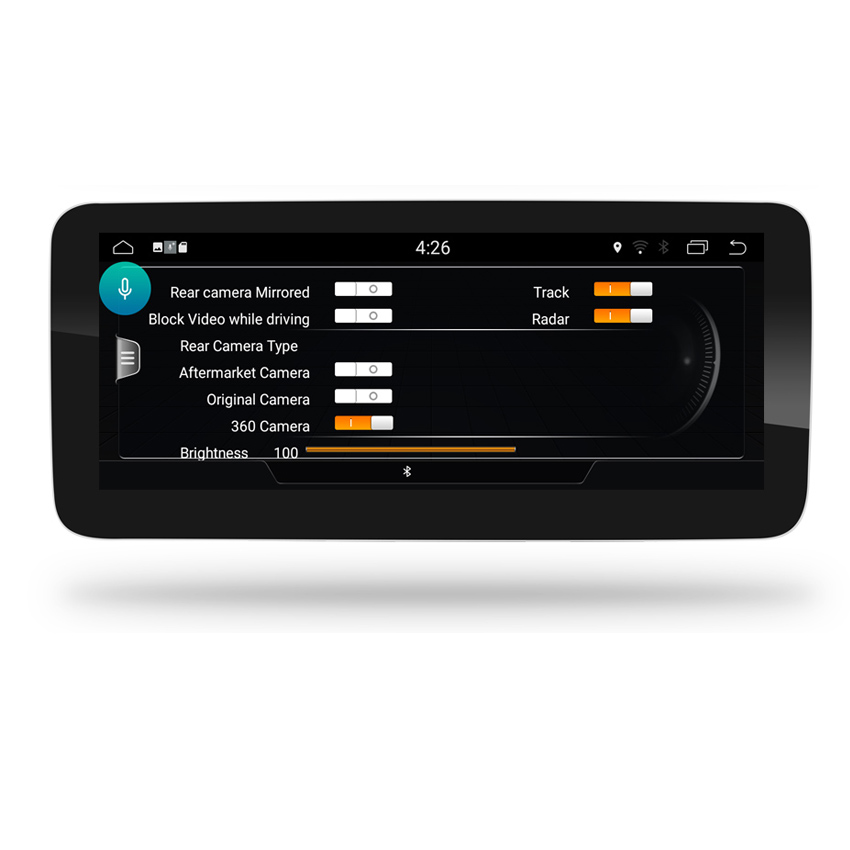 4:26
Rear camera Mirrored
Track
Block Video while driving
Radar
Rear Camera Type
Aftermarket Camera
Original Camera
360 Camera
Brightness 100